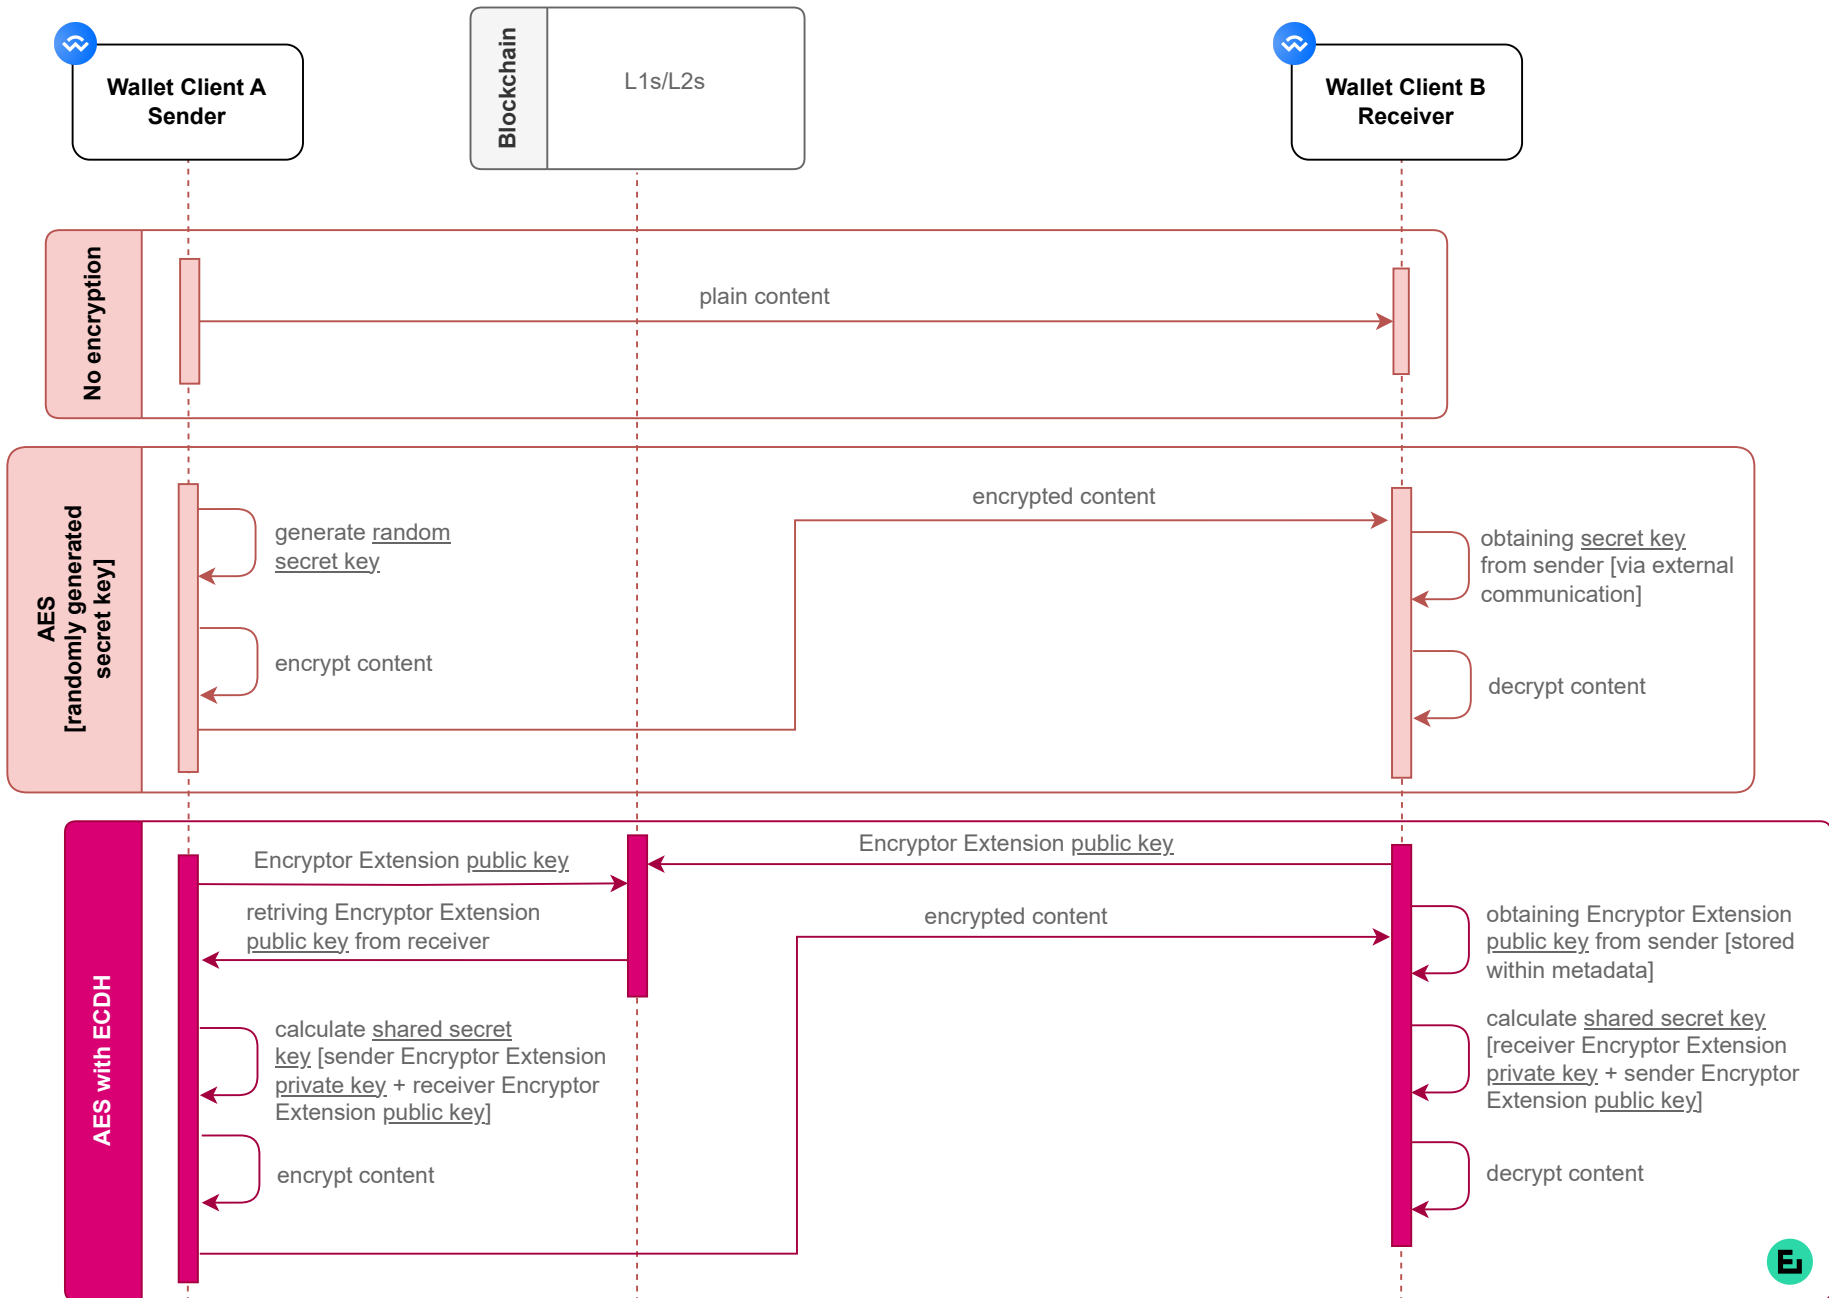 Wallet Client A
Sender
Blockchain
L1s/L2s
Wallet Client B
Receiver
No encryption
plain content
AES
[randomly generated
secret key]
generate random
secret key
encrypt content
encrypted content
obtaining secret key
from sender [via external
communication]
decrypt content
AES with ECDH
Encryptor Extension public key
Encryptor Extension public key
retriving Encryptor Extension
public key from receiver
encrypted content
obtaining Encryptor Extension
public key from sender [stored
within metadata]
calculate shared secret
key [sender Encryptor Extension
private key + receiver Encryptor
Extension public key]
calculate shared secret key
[receiver Encryptor Extension
private key + sender Encryptor
Extension public key]
encrypt content
decrypt content